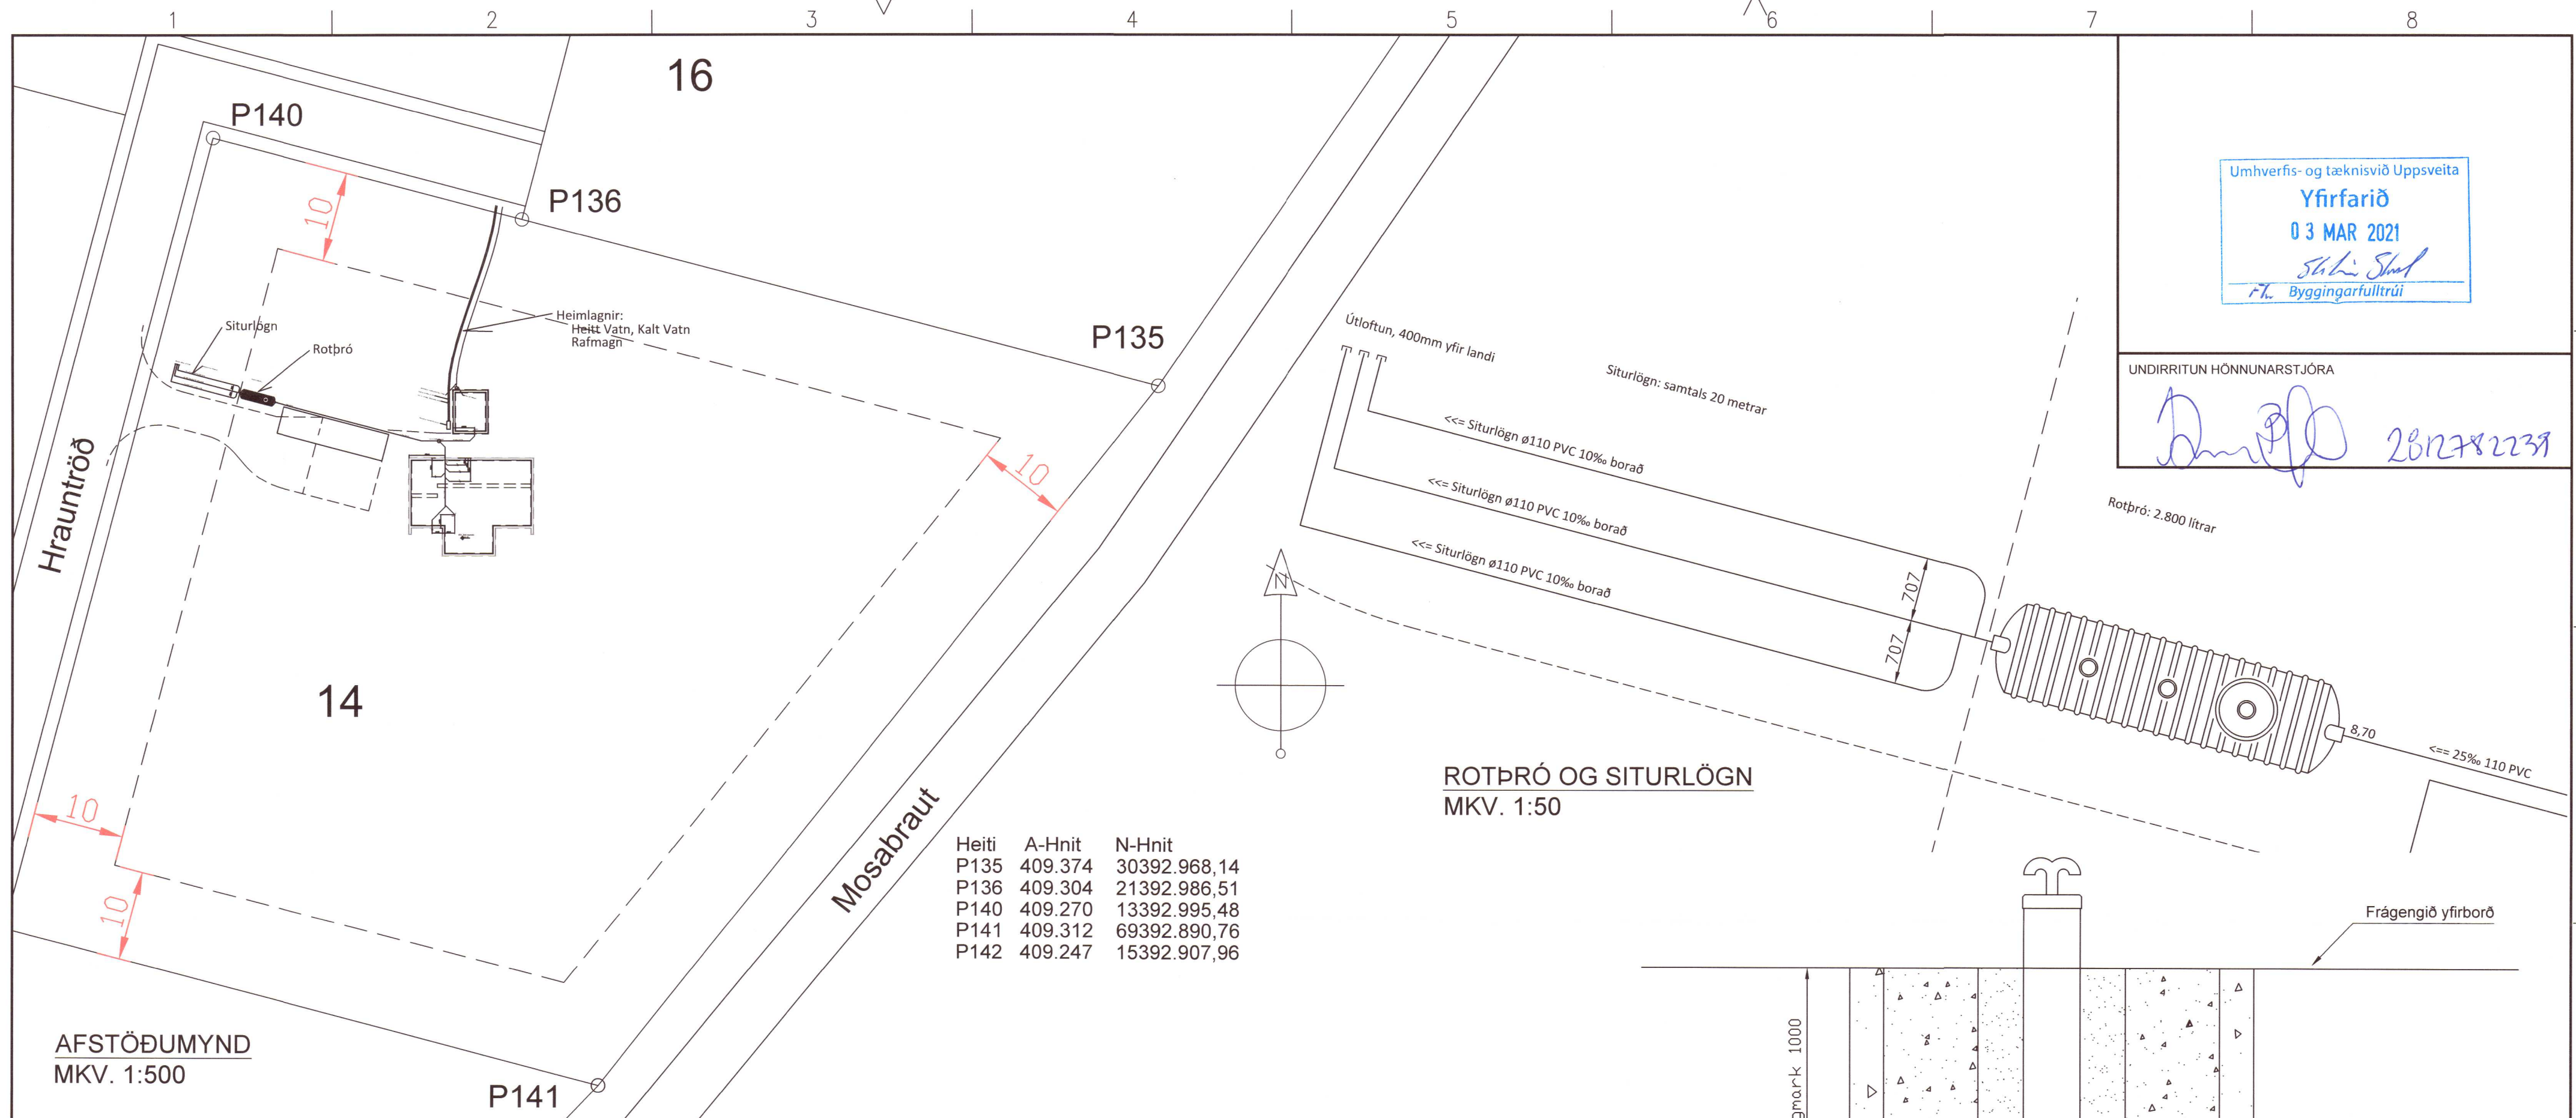 1 2 3 4 5 6 7 8
16
P140
P136
P135
10
Heimlagnir:
Heitt Vatn, Kalt Vatn
Rafmagn
Siturlögn
Rotþró
10
Hrauntröð
14
10
10
Mosabraut
P141
AFSTÖÐUMYND
MKV. 1:500
Heiti A-Hnit N-Hnit
P135 409.374 30392.968,14
P136 409.304 21392.986,51
P140 409.270 13392.995,48
P141 409.312 69392.890,76
P142 409.247 15392.907,96
N
Útloftun, 400mm yfir landi
Siturlögn: samtals 20 metrar
<<= Siturlögn ø110 PVC 10‰ borað
<<= Siturlögn ø110 PVC 10‰ borað
<<= Siturlögn ø110 PVC 10‰ borað
707
707
Rotþró: 2.800 lítrar
8,70
<== 25‰ 110 PVC
ROTÞRÓ OG SITURLÖGN
MKV. 1:50
Umhverfis- og tæknisvið Uppsveita
Yfirfarið
03 MAR 2021
Byggingarfulltrúi
UNDIRRITUN HÖNNUNARSTJÓRA
2812782239
Frágengið yfirborð
1000